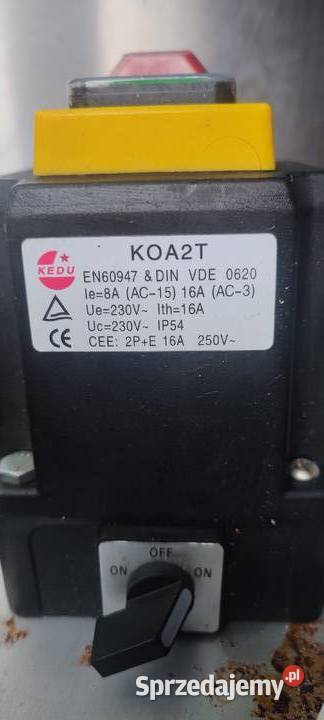 KEDU
KOA2T
EN60947 & DIN VDE 0620
Ie=8A (AC-15) 16A (AC-3)
Ue=230V~ Ith=16A
Uc=230V~ IP54
CE CEE: 2P+E 16A 250V~
OFF
ON ON
Sprzedajemy.pl